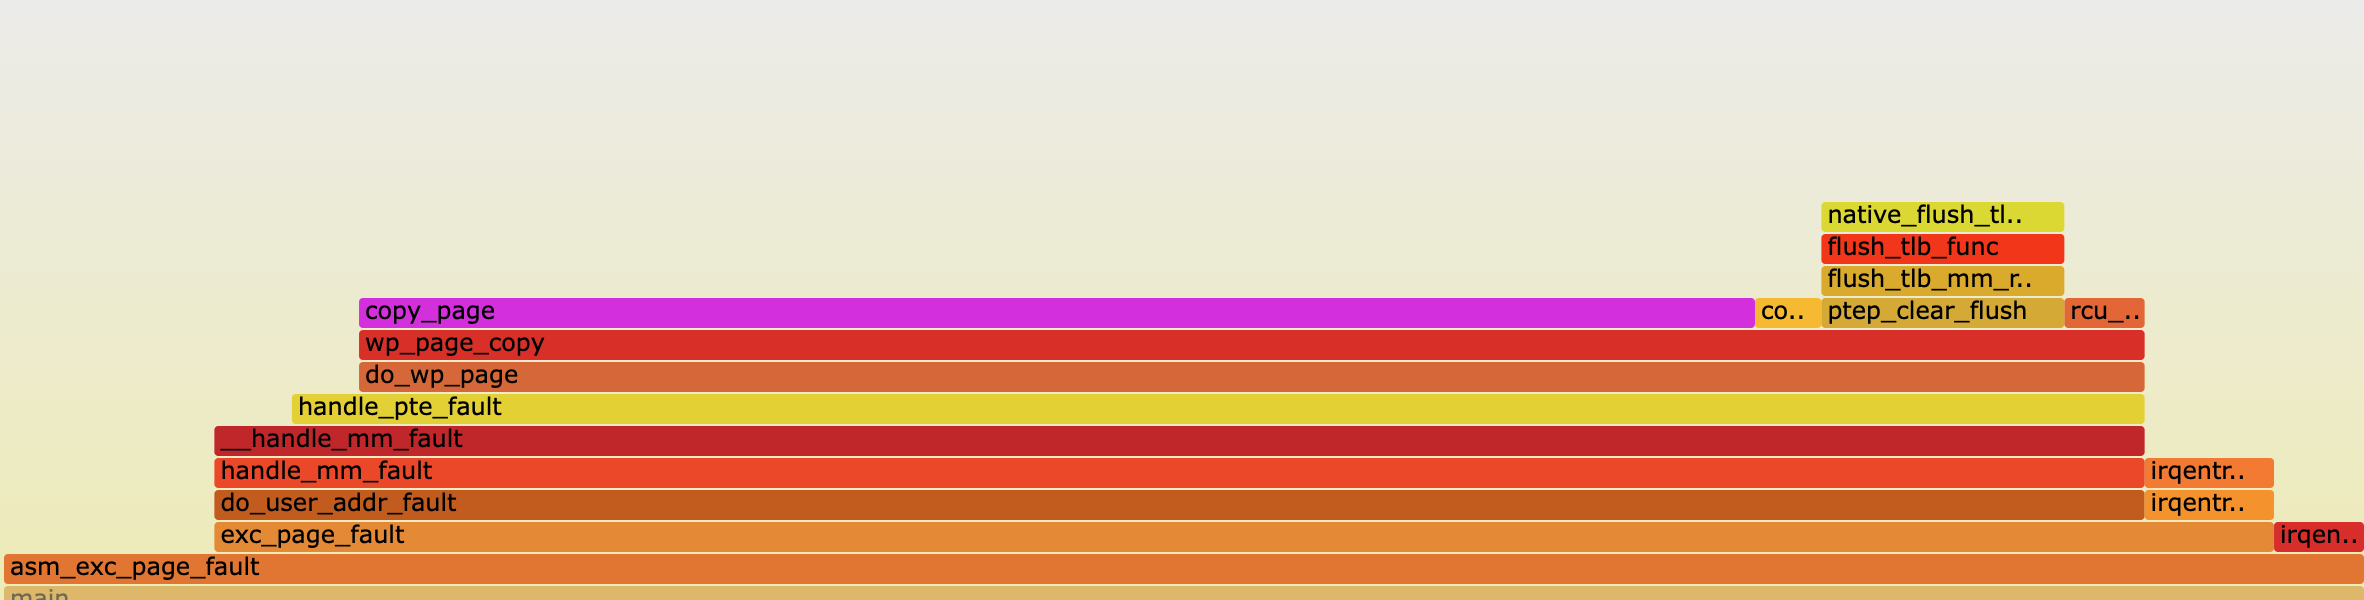 native_flush_tl..
flush_tlb_func
flush_tlb_mm_r..
copy_page co.. ptep_clear_flush rcu_..
wp_page_copy
do_wp_page
handle_pte_fault
__handle_mm_fault
handle_mm_fault irqentr..
do_user_addr_fault irqentr..
exc_page_fault irqen..
asm_exc_page_fault
main